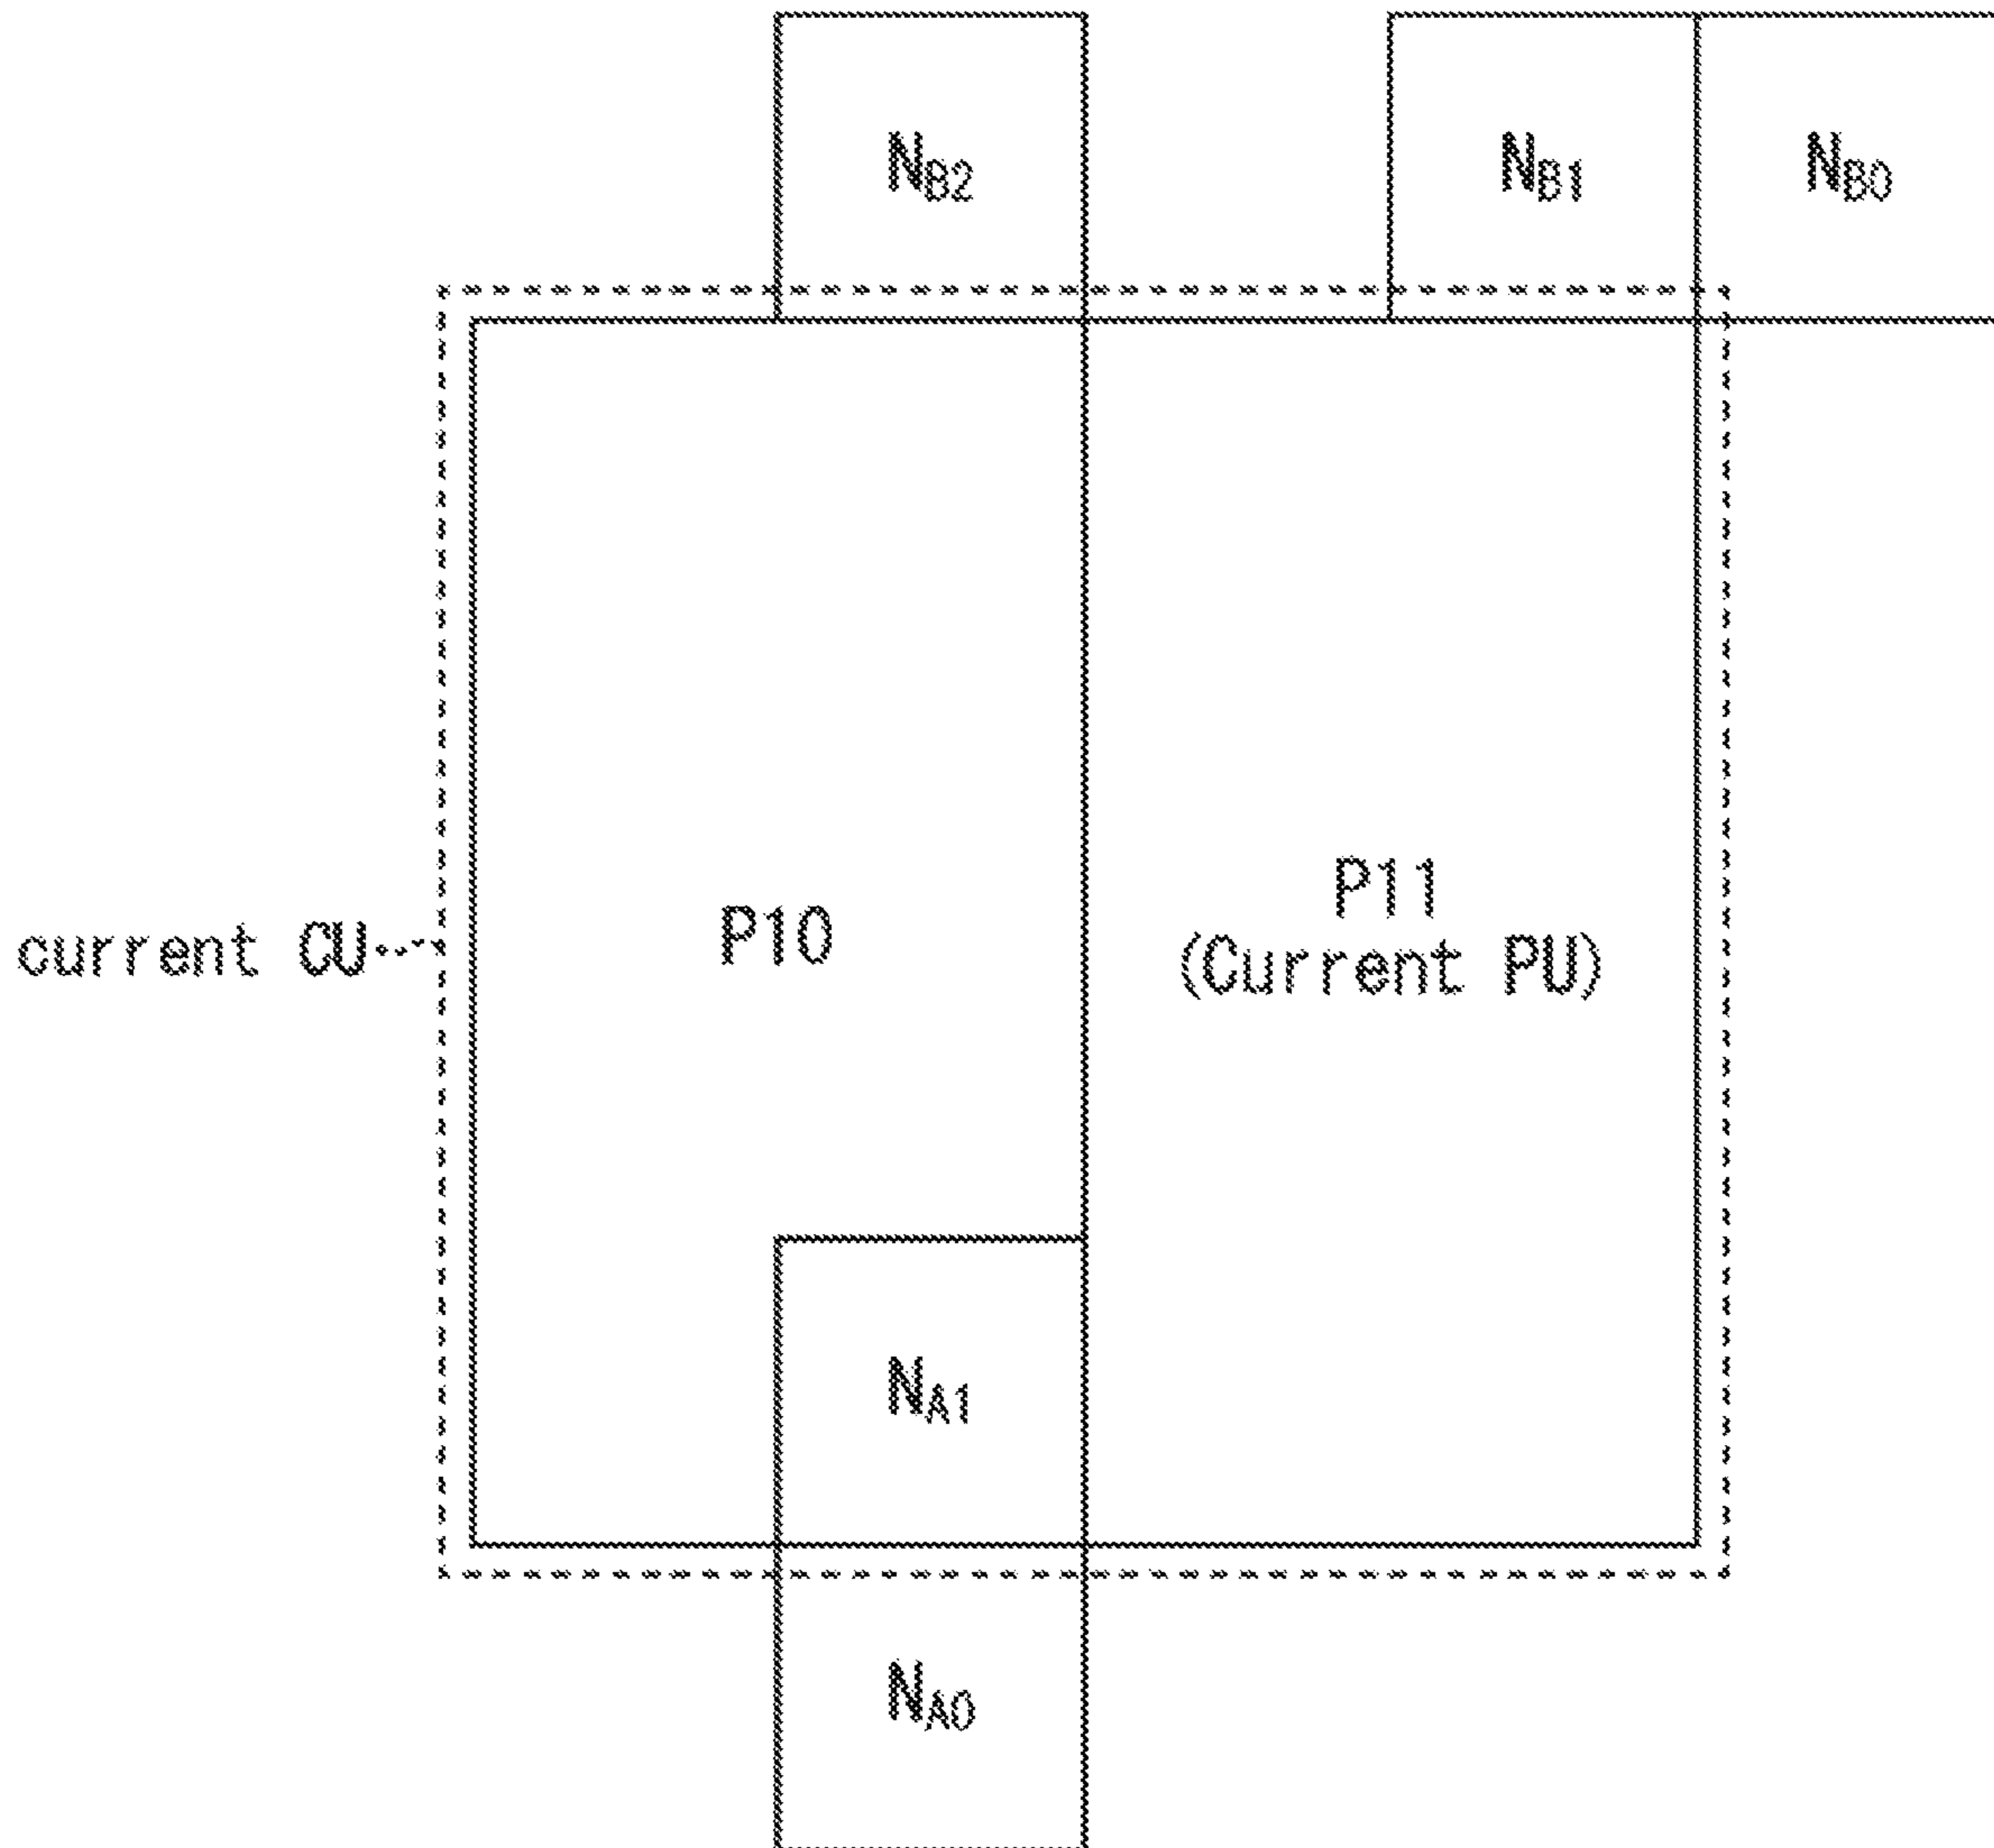 N_B2
N_B1
N_B0
P11
(Current PU)
P10
current CU
N_A1
N_A0